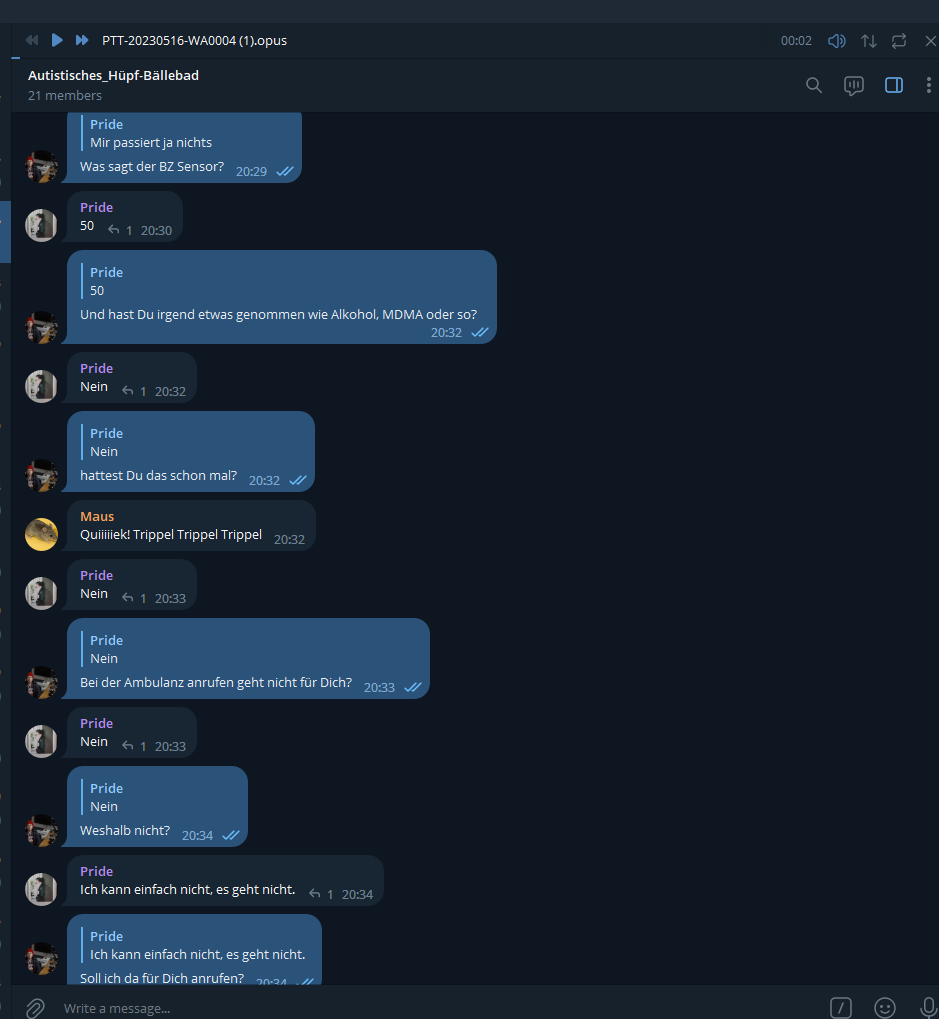 PTT-20230516-WA0004 (1).opus
00:02
Autistisches_Hüpf-Bällebad
21 members
Pride
Mir passiert ja nichts
Was sagt der BZ Sensor? 20:29
Pride
50 1 20:30
Pride
50
Und hast Du irgend etwas genommen wie Alkohol, MDMA oder so?
20:32
Pride
Nein 1 20:32
Pride
Nein
hattest Du das schon mal? 20:32
Maus
Quiiiiiek! Trippel Trippel Trippel 20:32
Pride
Nein 1 20:33
Pride
Nein
Bei der Ambulanz anrufen geht nicht für Dich? 20:33
Pride
Nein 1 20:33
Pride
Nein
Weshalb nicht? 20:34
Pride
Ich kann einfach nicht, es geht nicht. 1 20:34
Pride
Ich kann einfach nicht, es geht nicht.
Soll ich da für Dich anrufen? 20:34
Write a message...